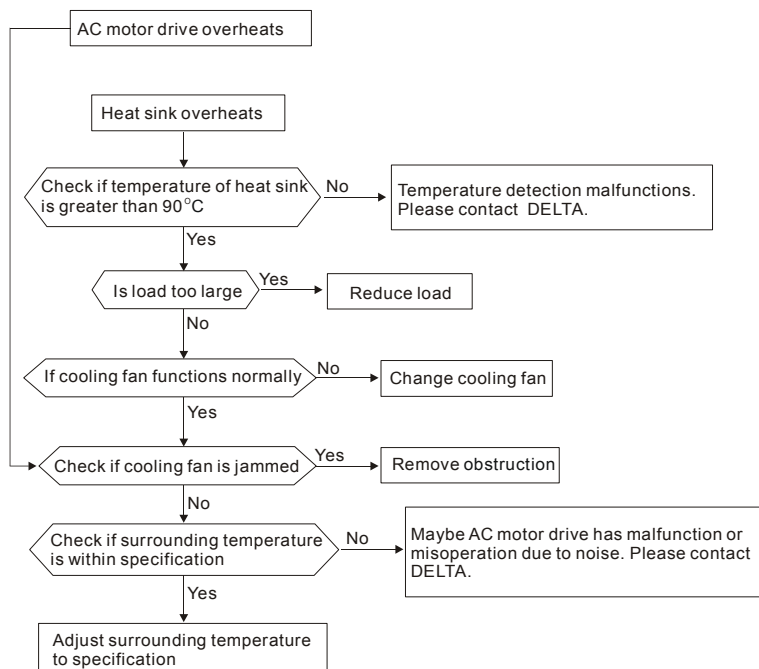 AC motor drive overheats
Heat sink overheats
Check if temperature of heat sink
is greater than 90°C
No
Temperature detection malfunctions.
Please contact DELTA.
Yes
Is load too large
Yes
Reduce load
No
If cooling fan functions normally
No
Change cooling fan
Yes
Check if cooling fan is jammed
Yes
Remove obstruction
No
Check if surrounding temperature
is within specification
No
Maybe AC motor drive has malfunction or
misoperation due to noise. Please contact
DELTA.
Yes
Adjust surrounding temperature
to specification